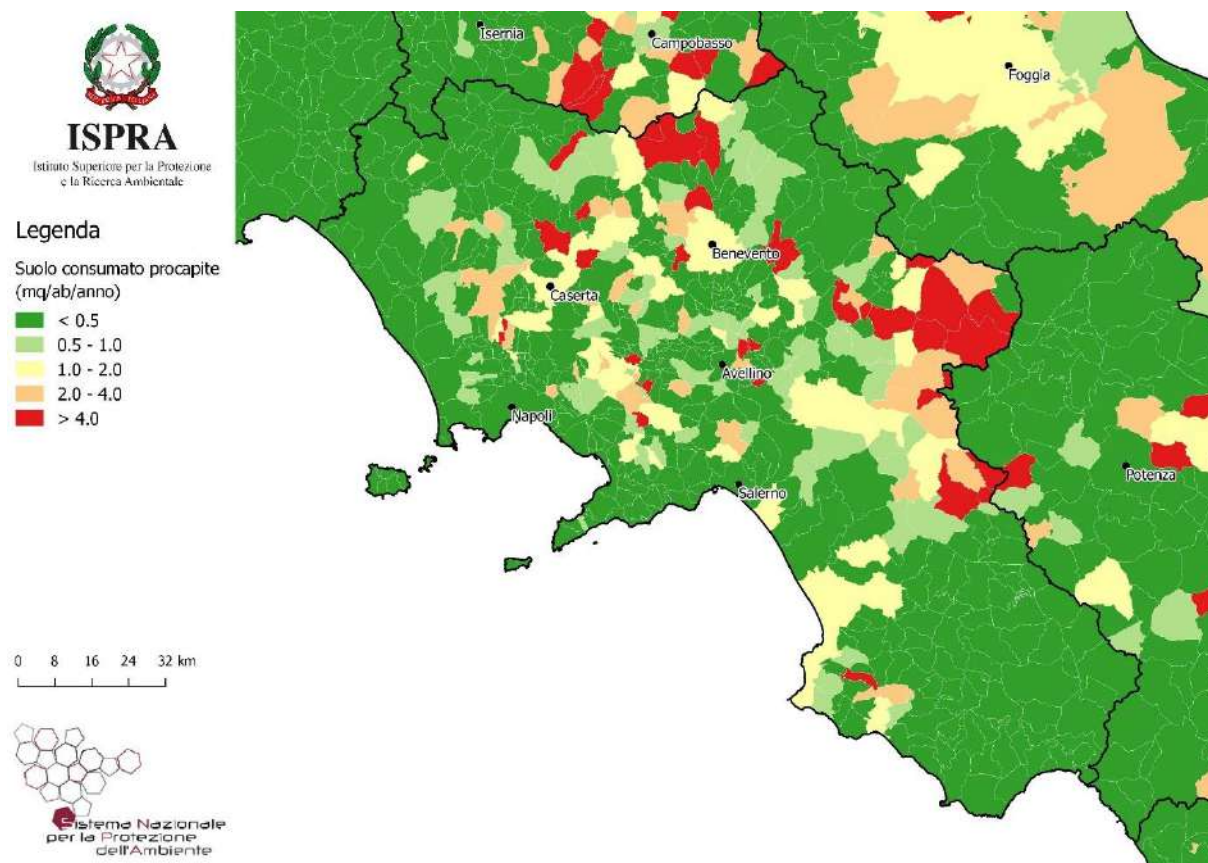 ISPRA
Istituto Superiore per la Protezione
e la Ricerca Ambientale
Legenda
Suolo consumato procapite
(mq/ab/anno)
< 0.5
0.5 - 1.0
1.0 - 2.0
2.0 - 4.0
> 4.0
0 8 16 24 32 km
Sistema Nazionale
per la Protezione
dell'Ambiente
Isernia
Campobasso
Foggia
Benevento
Caserta
Avellino
Napoli
Potenza
Salerno